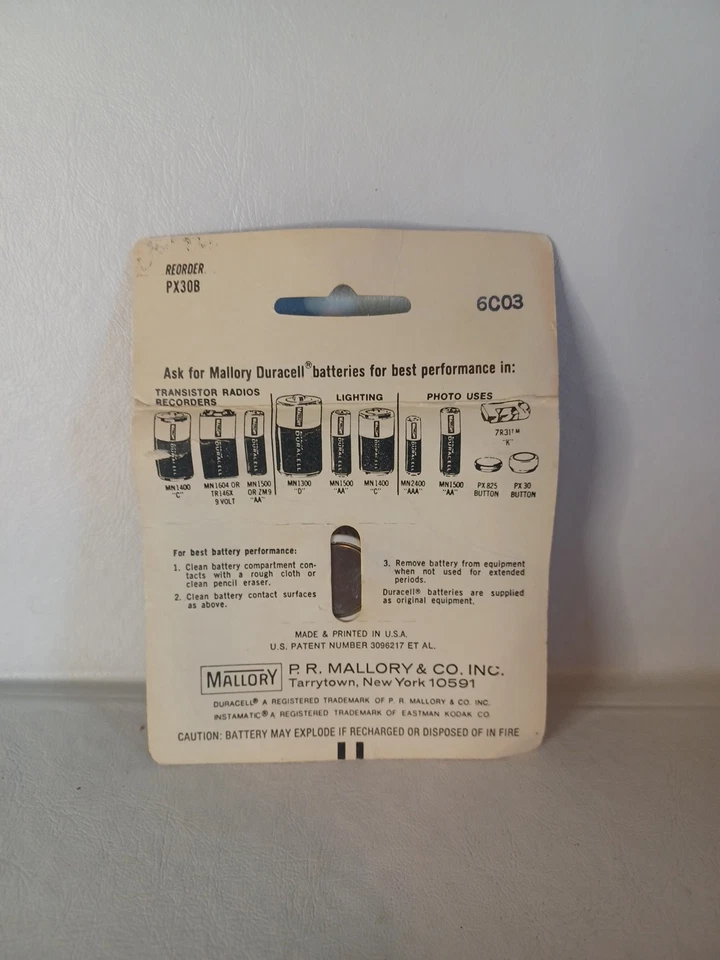 REORDER
PX30B
6C03
Ask for Mallory Duracell® batteries for best performance in:
TRANSISTOR RADIOS
RECORDERS
LIGHTING
PHOTO USES
MN1400
"C"
MN1604 OR
TR146X
9 VOLT
MN1500
OR ZM9
"AA"
MN1300
"D"
MN1500
"AA"
MN1400
"C"
MN2400
"AAA"
MN1500
"AA"
7R31™
"K"
PX 825
BUTTON
PX 30
BUTTON
For best battery performance:
1. Clean battery compartment con-
tacts with a rough cloth or
clean pencil eraser.
2. Clean battery contact surfaces
as above.
3. Remove battery from equipment
when not used for extended
periods.
Duracell® batteries are supplied
as original equipment.
MADE & PRINTED IN U.S.A.
U.S. PATENT NUMBER 3096217 ET AL.
MALLORY
P. R. MALLORY & CO. INC.
Tarrytown, New York 10591
DURACELL® A REGISTERED TRADEMARK OF P. R. MALLORY & CO. INC.
INSTAMATIC® A REGISTERED TRADEMARK OF EASTMAN KODAK CO
CAUTION: BATTERY MAY EXPLODE IF RECHARGED OR DISPOSED OF IN FIRE